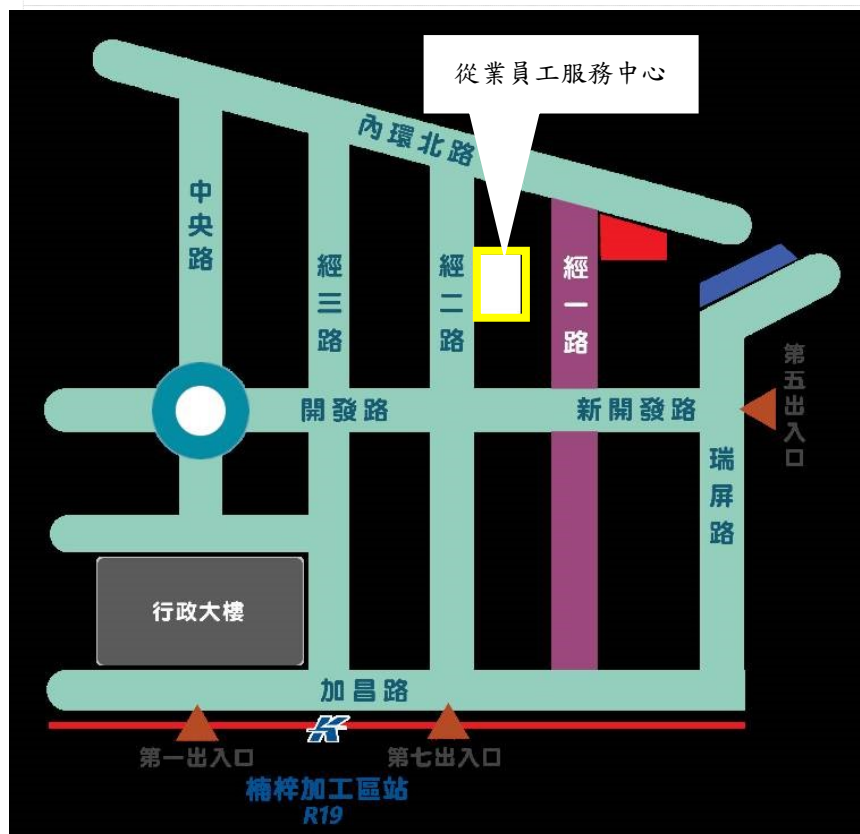 從業員工服務中心
內環北路
中央路
經三路
經二路
經一路
第五出入口
開發路
新開發路
瑞屏路
行政大樓
加昌路
K
第一出入口
第七出入口
楠梓加工區站
R19